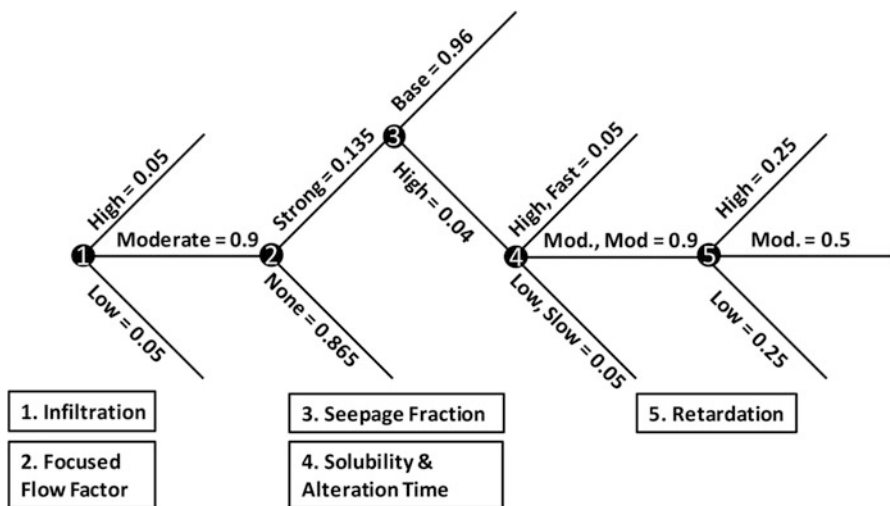 Base = 0.96
High = 0.05
Strong = 0.135
3
High, Fast = 0.05
High = 0.25
Moderate = 0.9
High = 0.04
Mod., Mod = 0.9
Mod. = 0.5
1
2
4
5
Low = 0.05
None = 0.865
Low, Slow = 0.05
Low = 0.25
1. Infiltration
3. Seepage Fraction
5. Retardation
2. Focused
Flow Factor
4. Solubility &
Alteration Time